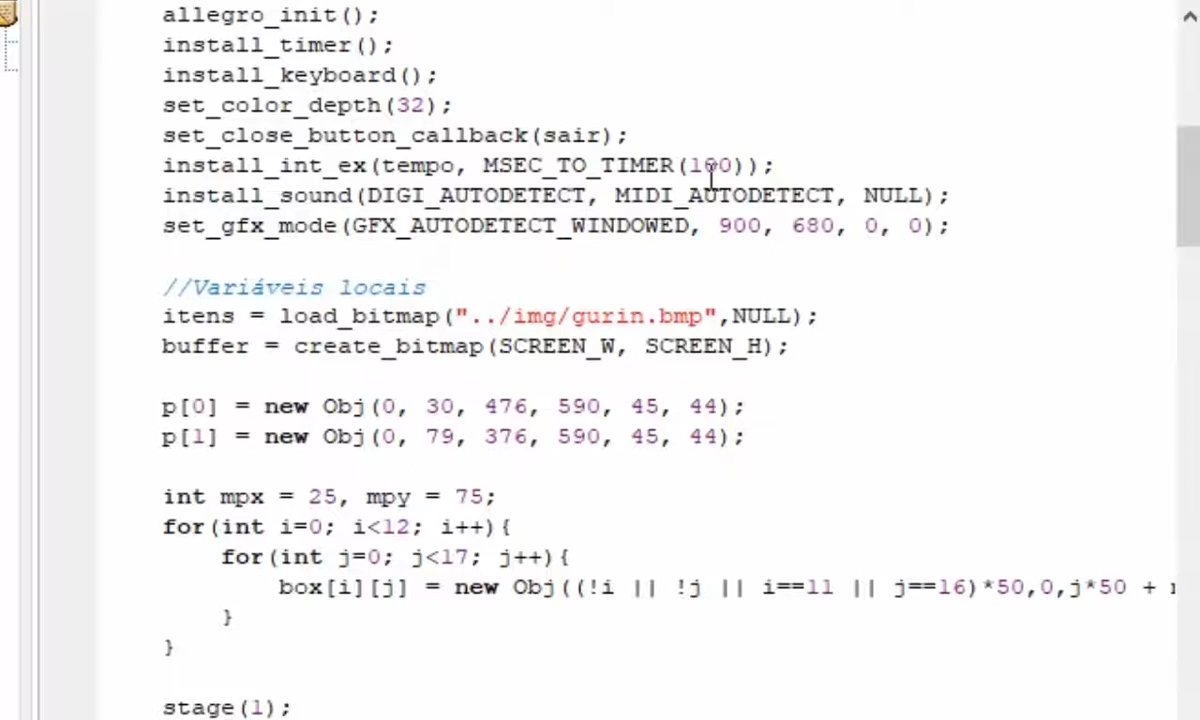 allegro_init();
install_timer();
install_keyboard();
set_color_depth(32);
set_close_button_callback(sair);
install_int_ex(tempo, MSEC_TO_TIMER(100));
install_sound(DIGI_AUTODETECT, MIDI_AUTODETECT, NULL);
set_gfx_mode(GFX_AUTODETECT_WINDOWED, 900, 680, 0, 0);
//Variáveis locais
itens = load_bitmap("../img/gurin.bmp",NULL);
buffer = create_bitmap(SCREEN_W, SCREEN_H);
p[0] = new Obj(0, 30, 476, 590, 45, 44);
p[1] = new Obj(0, 79, 376, 590, 45, 44);
int mpx = 25, mpy = 75;
for(int i=0; i<12; i++){
for(int j=0; j<17; j++){
box[i][j] = new Obj((!i || !j || i==11 || j==16)*50,0,j*50 +
}
}
stage(1);